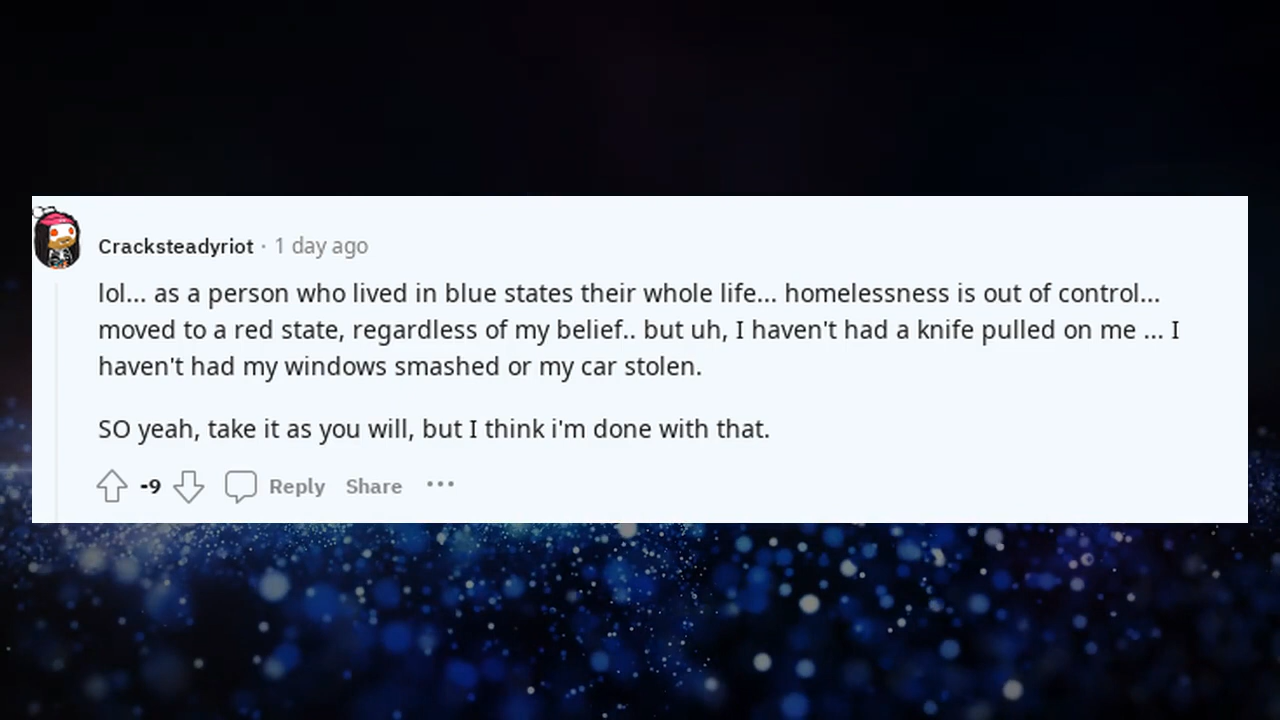 Cracksteadyriot · 1 day ago
lol... as a person who lived in blue states their whole life... homelessness is out of control...
moved to a red state, regardless of my belief.. but uh, I haven't had a knife pulled on me ... I
haven't had my windows smashed or my car stolen.
SO yeah, take it as you will, but I think i'm done with that.
-9 Reply Share ···